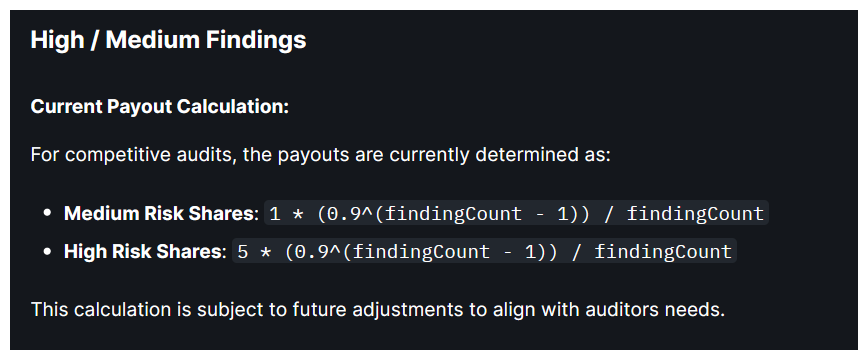 High / Medium Findings
Current Payout Calculation:
For competitive audits, the payouts are currently determined as:
• Medium Risk Shares: 1 * (0.9^(findingCount - 1)) / findingCount
• High Risk Shares: 5 * (0.9^(findingCount - 1)) / findingCount
This calculation is subject to future adjustments to align with auditors needs.